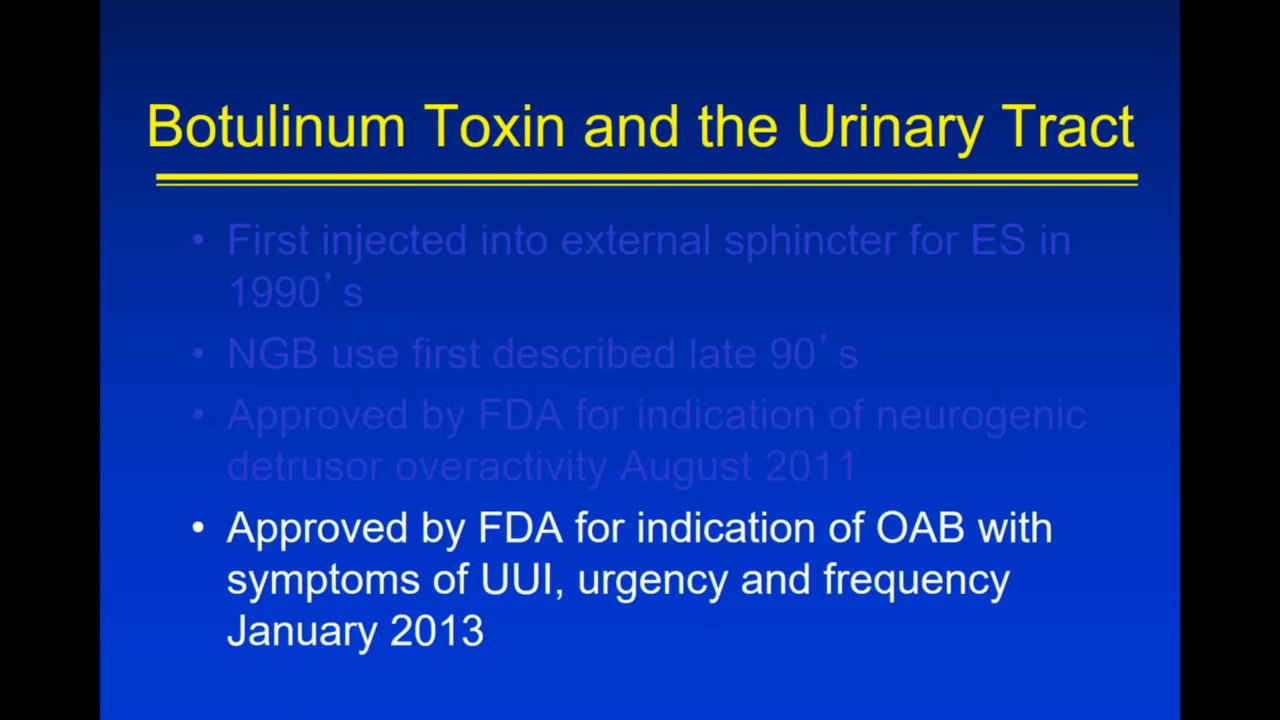 Botulinum Toxin and the Urinary Tract
• First injected into external sphincter for ES in
1990’s
• NGB use first described late 90’s
• Approved by FDA for indication of neurogenic
detrusor overactivity August 2011
• Approved by FDA for indication of OAB with
symptoms of UUI, urgency and frequency
January 2013